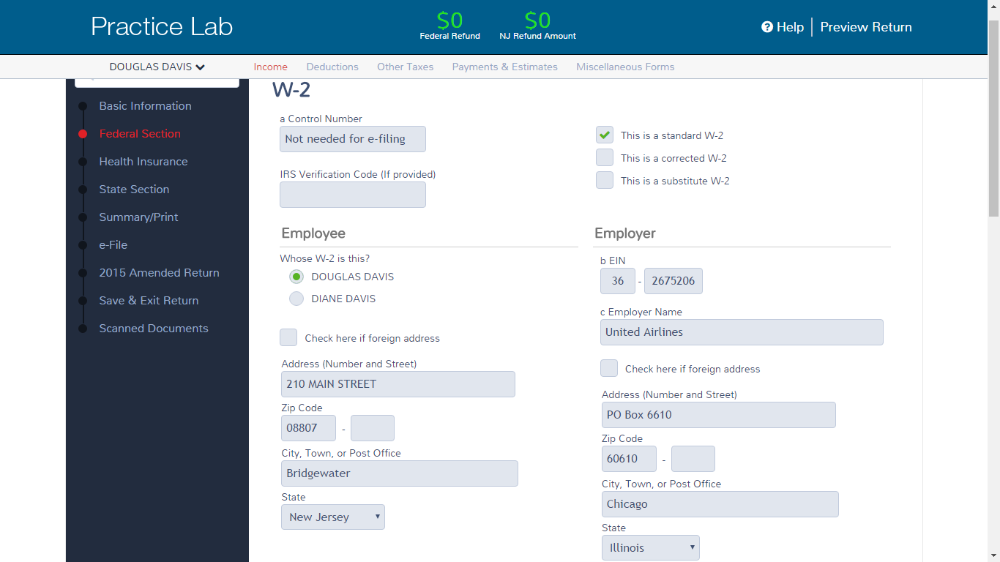 Practice Lab
$0
Federal Refund
$0
NJ Refund Amount
? Help
Preview Return
DOUGLAS DAVIS
Income
Deductions
Other Taxes
Payments & Estimates
Miscellaneous Forms
Basic Information
Federal Section
Health Insurance
State Section
Summary/Print
e-File
2015 Amended Return
Save & Exit Return
Scanned Documents
W-2
a Control Number
Not needed for e-filing
IRS Verification Code (If provided)
This is a standard W-2
This is a corrected W-2
This is a substitute W-2
Employee
Whose W-2 is this?
DOUGLAS DAVIS
DIANE DAVIS
Check here if foreign address
Address (Number and Street)
210 MAIN STREET
Zip Code
08807 -
City, Town, or Post Office
Bridgewater
State
New Jersey
Employer
b EIN
36 - 2675206
c Employer Name
United Airlines
Check here if foreign address
Address (Number and Street)
PO Box 6610
Zip Code
60610 -
City, Town, or Post Office
Chicago
State
Illinois